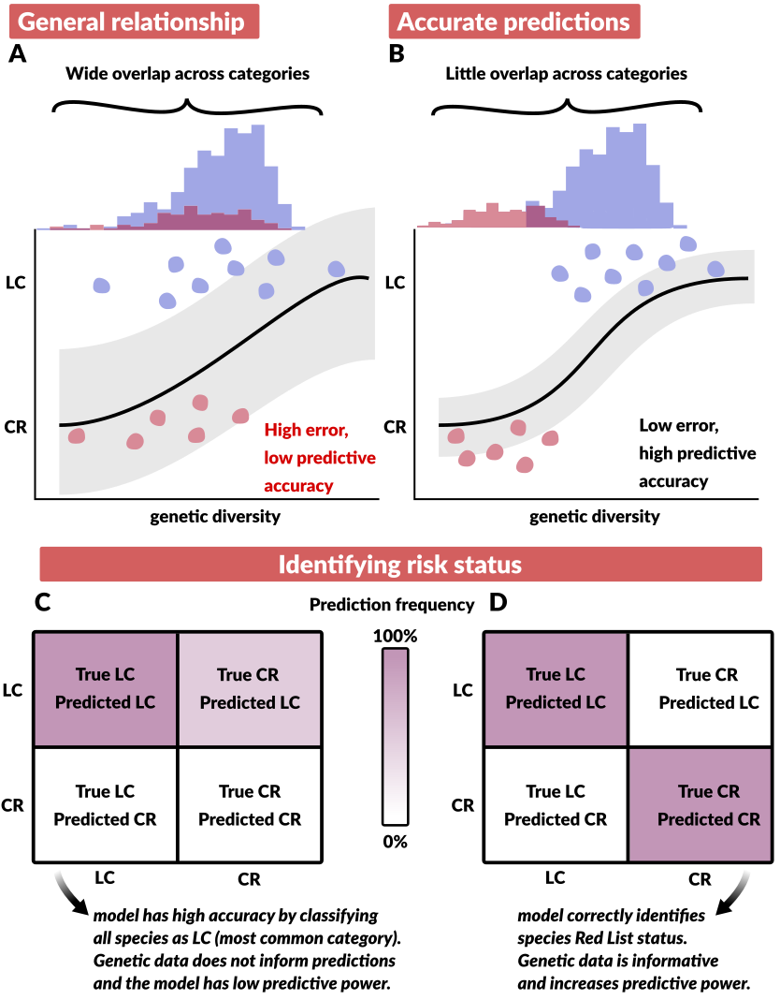 General relationship
Accurate predictions
A
B
Wide overlap across categories
Little overlap across categories
LC
CR
High error,
low predictive
accuracy
genetic diversity
LC
CR
Low error,
high predictive
accuracy
genetic diversity
Identifying risk status
C
Prediction frequency
D
100%
0%
LC
True LC
Predicted LC
True CR
Predicted LC
CR
True LC
Predicted CR
True CR
Predicted CR
LC
CR
model has high accuracy by classifying
all species as LC (most common category).
Genetic data does not inform predictions
and the model has low predictive power.
LC
True LC
Predicted LC
True CR
Predicted LC
CR
True LC
Predicted CR
True CR
Predicted CR
LC
CR
model correctly identifies
species Red List status.
Genetic data is informative
and increases predictive power.